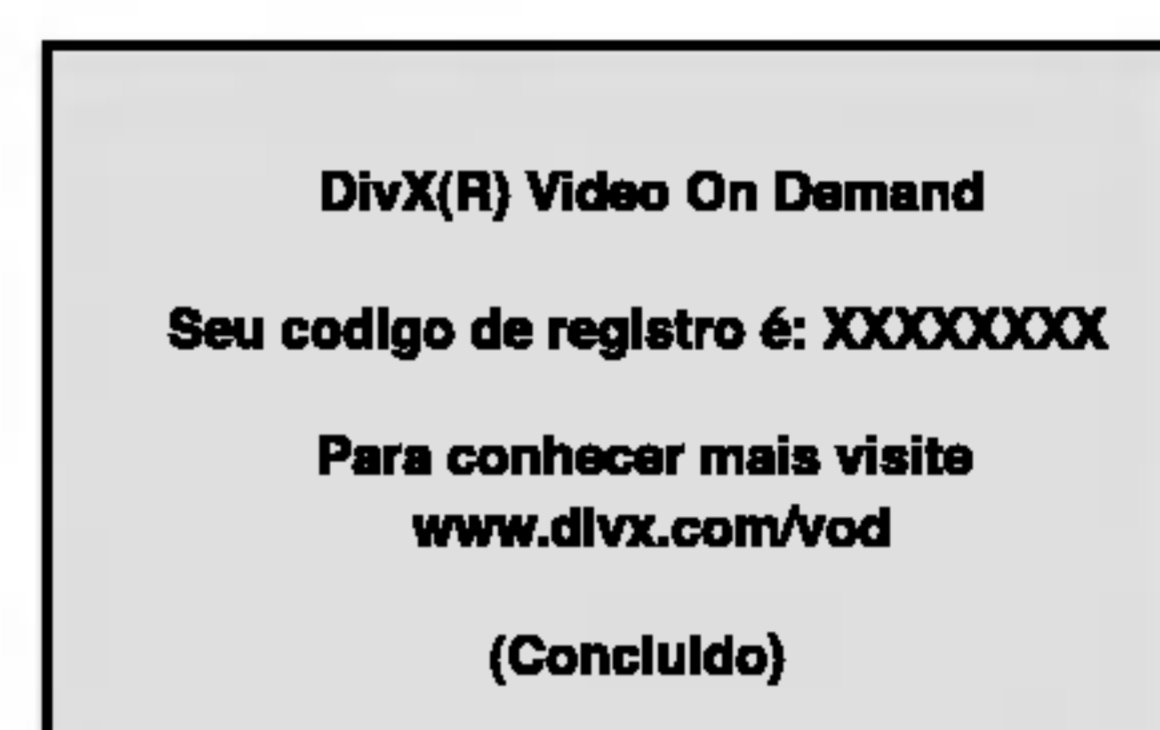 DivX(R) Video On Demand
Seu codigo de registro é: XXXXXXXX
Para conhecer mais visite
www.divx.com/vod
(Concluido)